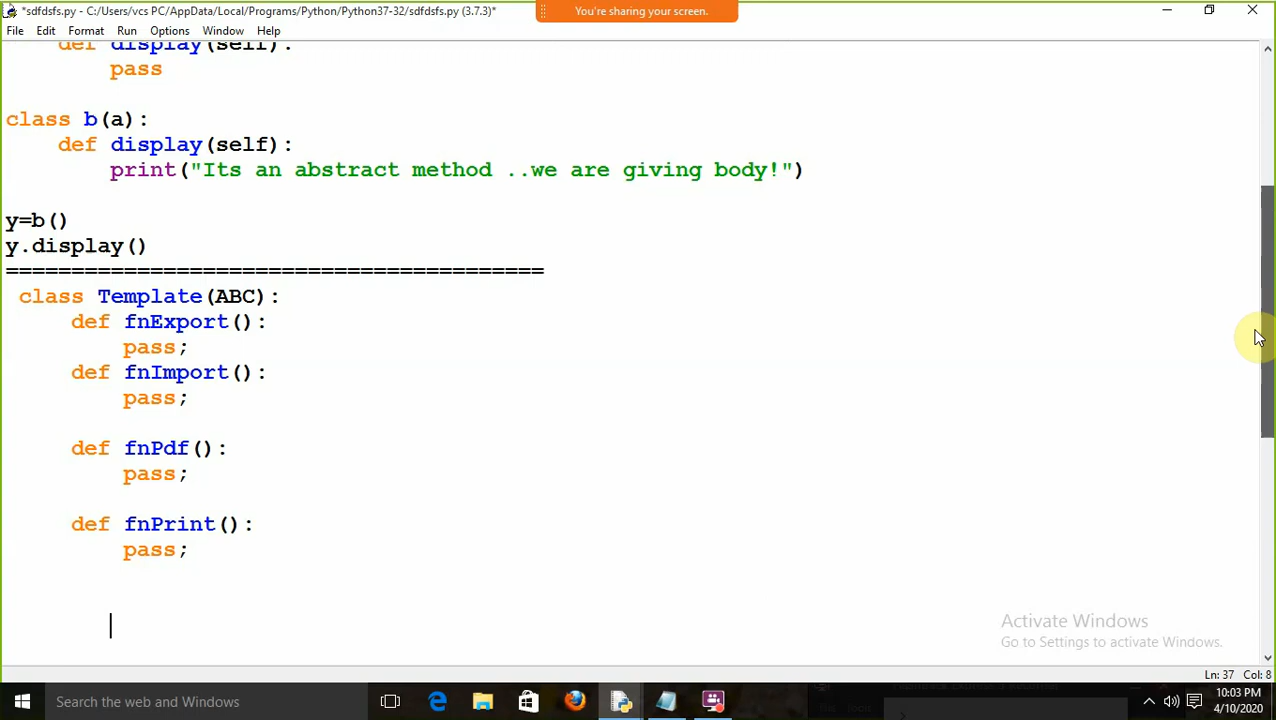 *sdfdsfs.py - C:/Users/vcs PC/AppData/Local/Programs/Python/Python37-32/sdfdsfs.py (3.7.3)*
You're sharing your screen.
File Edit Format Run Options Window Help
def display(self):
pass
class b(a):
def display(self):
print("Its an abstract method ..we are giving body!")
y=b()
y.display()
=========================================
class Template(ABC):
def fnExport():
pass;
def fnImport():
pass;
def fnPdf():
pass;
def fnPrint():
pass;
Activate Windows
Go to Settings to activate Windows.
Ln: 37 Col: 8
Search the web and Windows
10:03 PM
4/10/2020